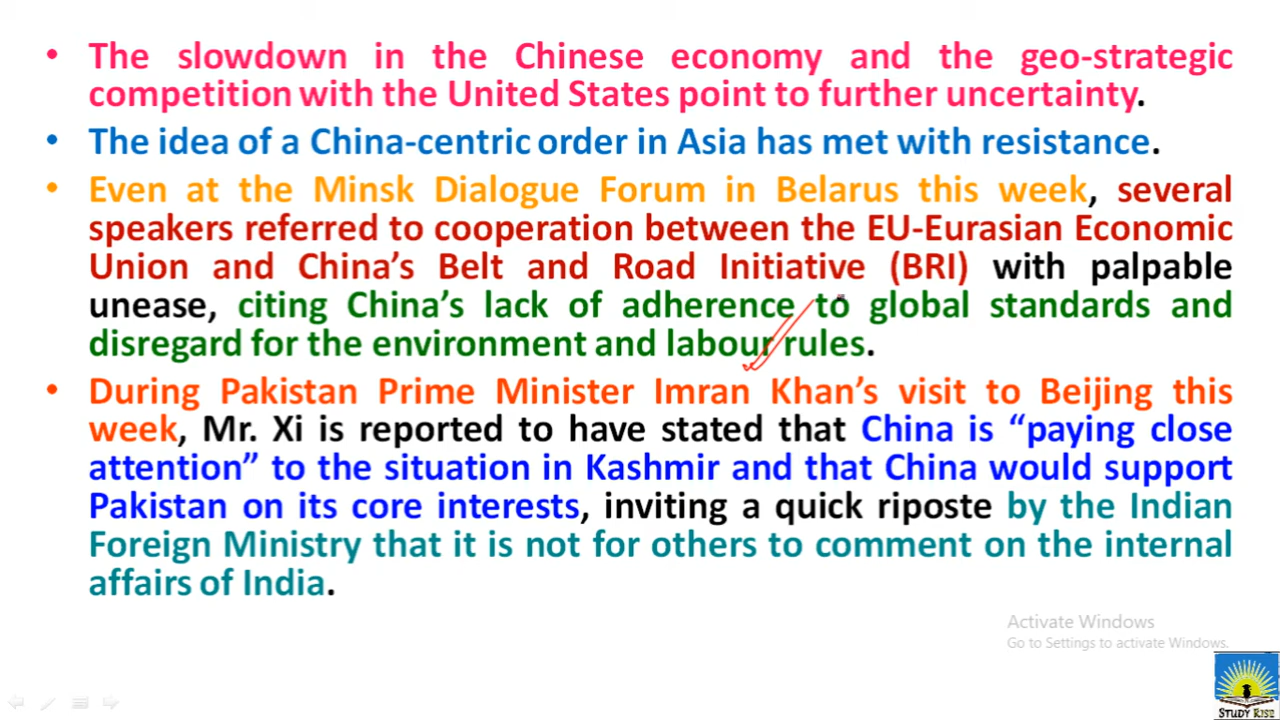 • The slowdown in the Chinese economy and the geo-strategic
competition with the United States point to further uncertainty.
• The idea of a China-centric order in Asia has met with resistance.
• Even at the Minsk Dialogue Forum in Belarus this week, several
speakers referred to cooperation between the EU-Eurasian Economic
Union and China’s Belt and Road Initiative (BRI) with palpable
unease, citing China’s lack of adherence to global standards and
disregard for the environment and labour rules.
• During Pakistan Prime Minister Imran Khan’s visit to Beijing this
week, Mr. Xi is reported to have stated that China is “paying close
attention” to the situation in Kashmir and that China would support
Pakistan on its core interests, inviting a quick riposte by the Indian
Foreign Ministry that it is not for others to comment on the internal
affairs of India.
Activate Windows
Go to Settings to activate Windows.
STUDY RISE